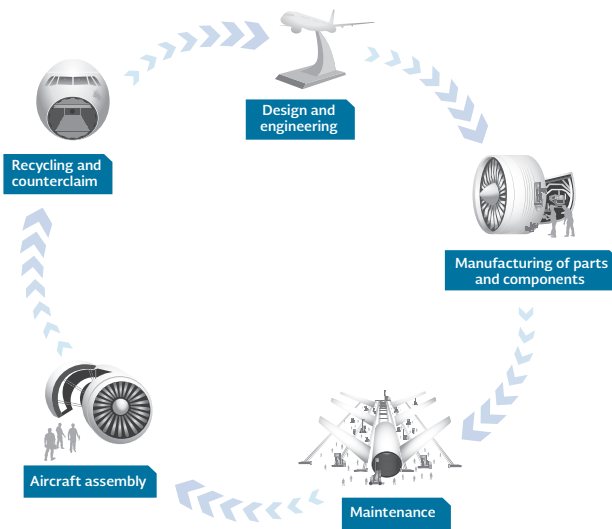 Design and
engineering
Recycling and
counterclaim
Manufacturing of parts
and components
Aircraft assembly
Maintenance